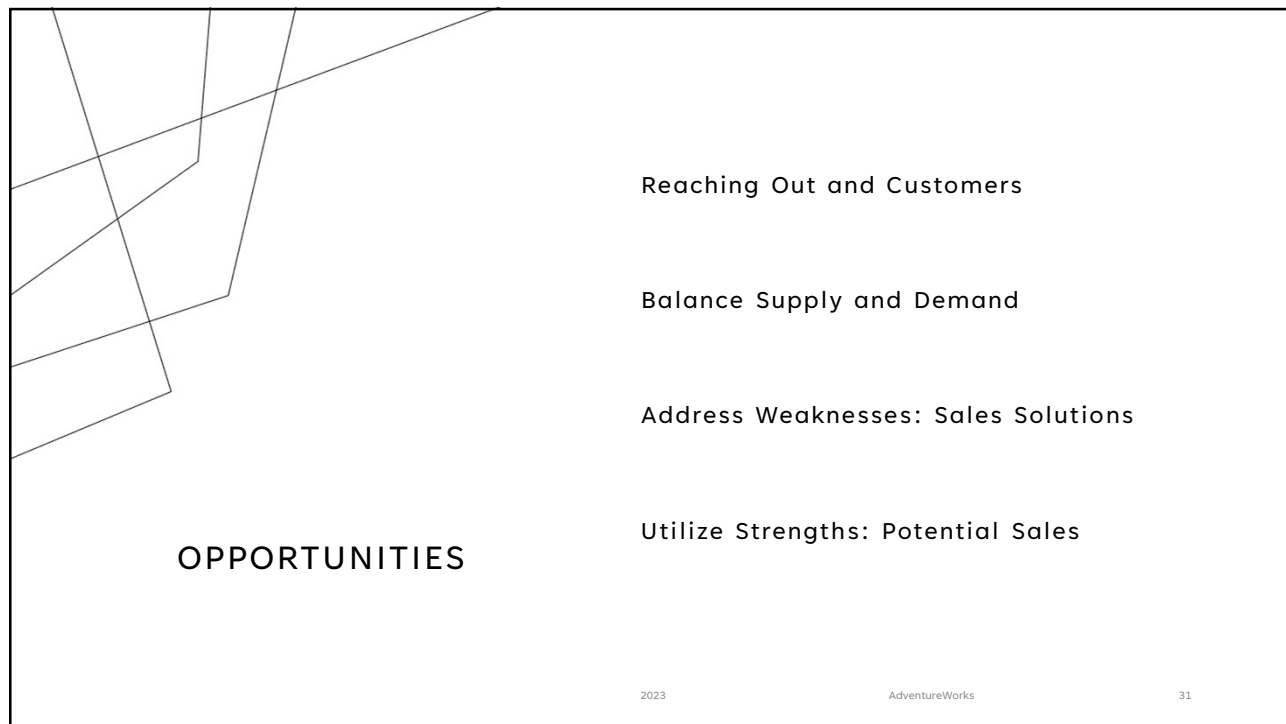 OPPORTUNITIES
Reaching Out and Customers
Balance Supply and Demand
Address Weaknesses: Sales Solutions
Utilize Strengths: Potential Sales
2023
AdventureWorks
31